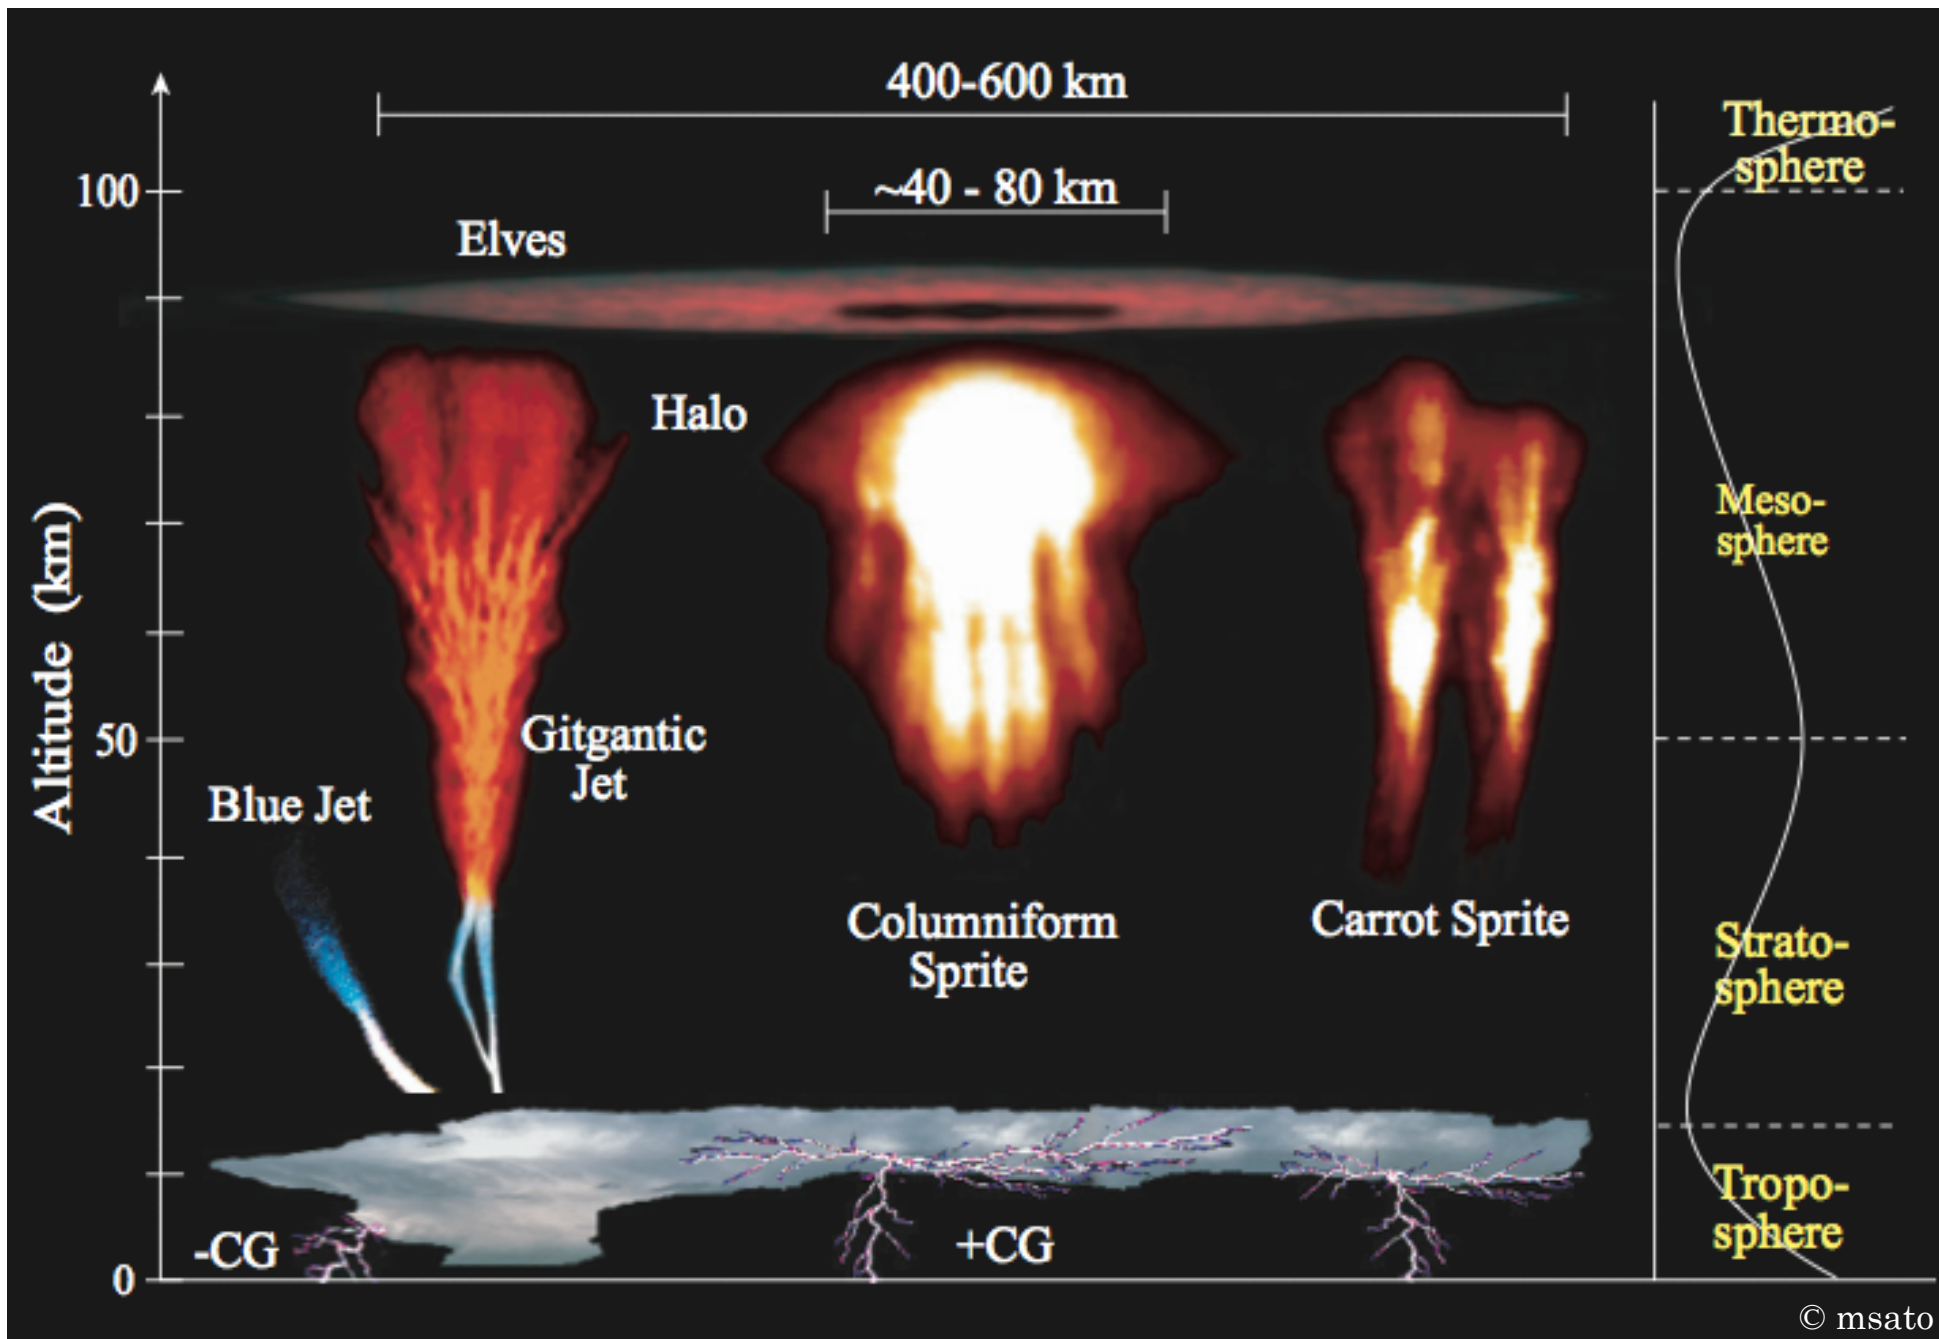 400-600 km
Thermo-
sphere
100
~40 - 80 km
Elves
Halo
Meso-
sphere
Altitude (km)
50
Gitgantic
Jet
Blue Jet
Columniform
Sprite
Carrot Sprite
Strato-
sphere
Tropo-
sphere
-CG
+CG
0
© msato